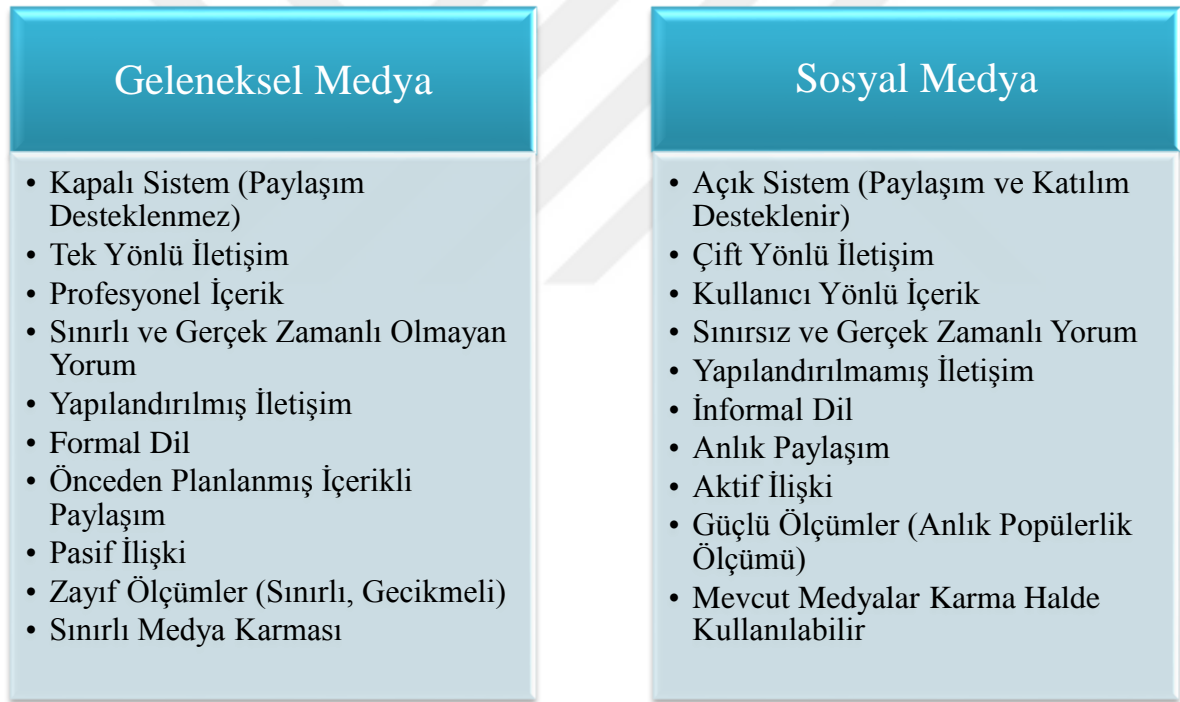 Geleneksel Medya
• Kapalı Sistem (Paylaşım
Desteklenmez)
• Tek Yönlü İletişim
• Profesyonel İçerik
• Sınırlı ve Gerçek Zamanlı Olmayan
Yorum
• Yapılandırılmış İletişim
• Formal Dil
• Önceden Planlanmış İçerikli
Paylaşım
• Pasif İlişki
• Zayıf Ölçümler (Sınırlı, Gecikmeli)
• Sınırlı Medya Karması
Sosyal Medya
• Açık Sistem (Paylaşım ve Katılım
Desteklenir)
• Çift Yönlü İletişim
• Kullanıcı Yönlü İçerik
• Sınırsız ve Gerçek Zamanlı Yorum
• Yapılandırılmamış İletişim
• İnformal Dil
• Anlık Paylaşım
• Aktif İlişki
• Güçlü Ölçümler (Anlık Popülerlik
Ölçümü)
• Mevcut Medyalar Karma Halde
Kullanılabilir